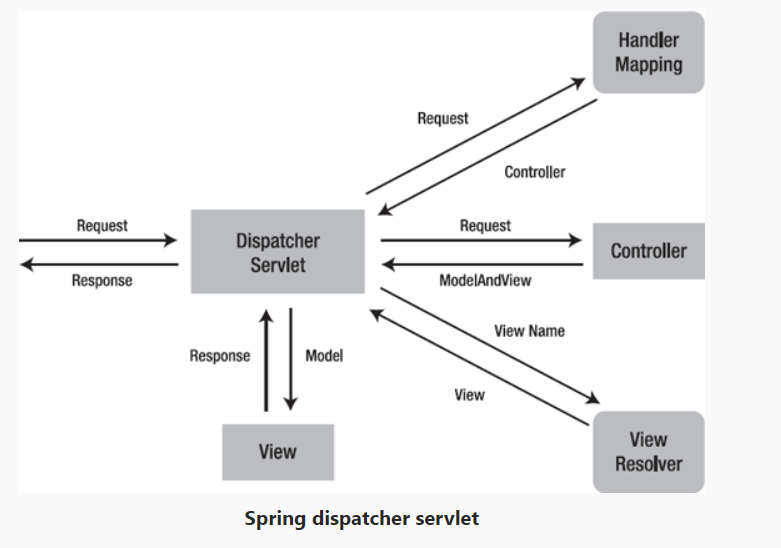 Handler
Mapping
Request
Controller
Request
Response
Dispatcher
Servlet
Request
ModelAndView
Controller
Response
Model
View Name
View
View
View
Resolver
Spring dispatcher servlet